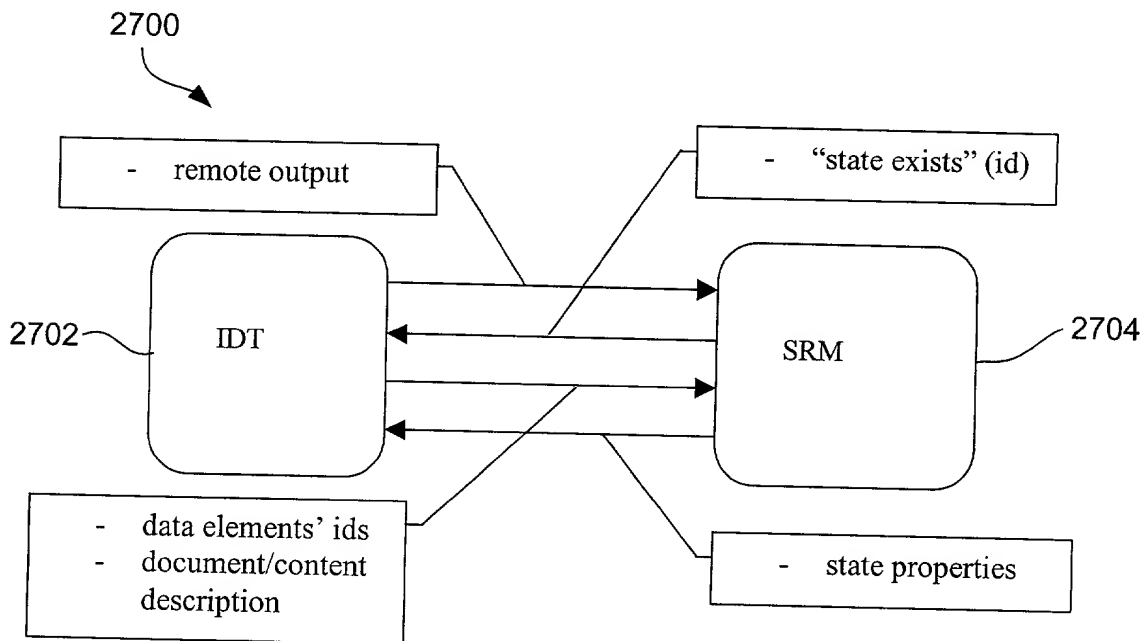 2700
- remote output
- “state exists” (id)
2702
IDT
SRM
2704
- data elements’ ids
- document/content
description
- state properties